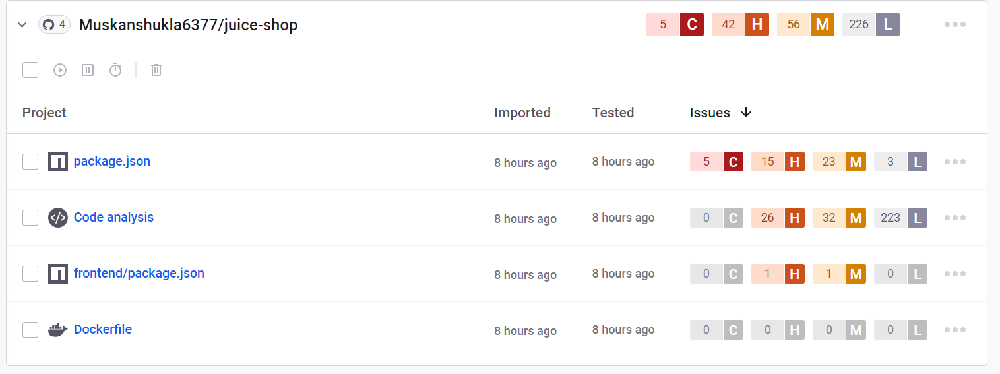 4 Muskanshukla6377/juice-shop 5 C 42 H 56 M 226 L
Project Imported Tested Issues
package.json 8 hours ago 8 hours ago 5 C 15 H 23 M 3 L
Code analysis 8 hours ago 8 hours ago 0 C 26 H 32 M 223 L
frontend/package.json 8 hours ago 8 hours ago 0 C 1 H 1 M 0 L
Dockerfile 8 hours ago 8 hours ago 0 C 0 H 0 M 0 L